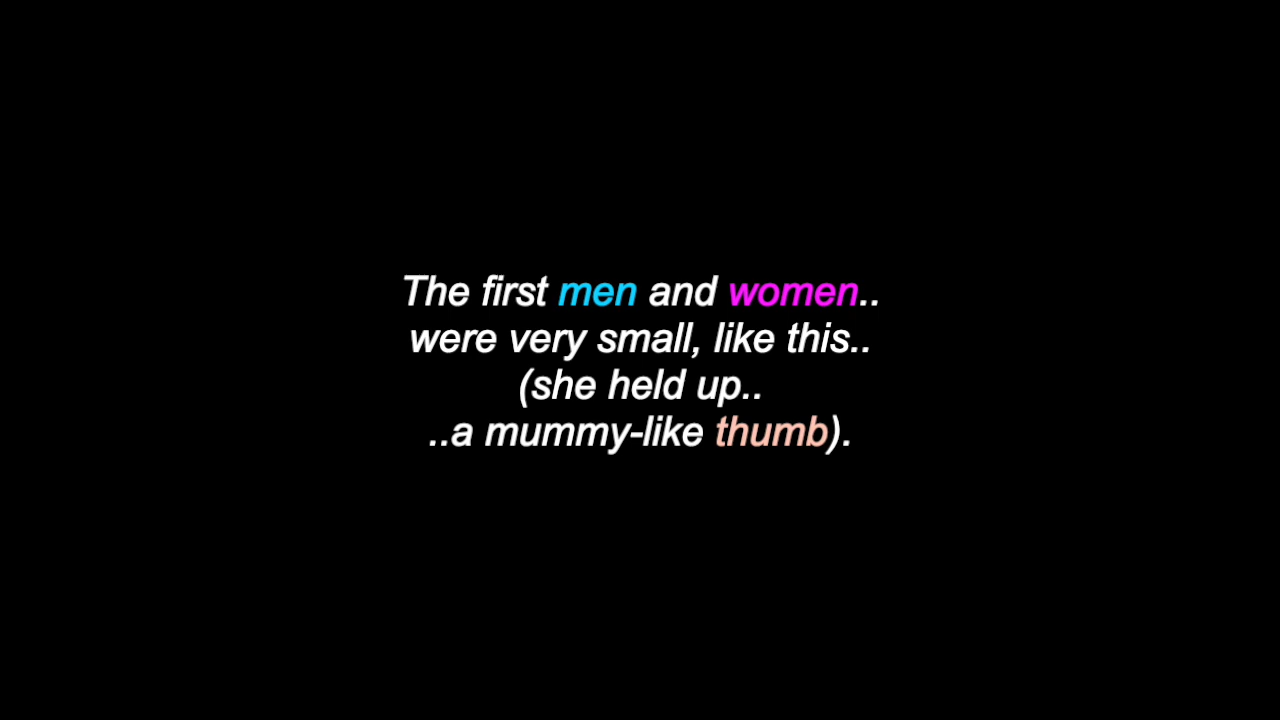 The first men and women..
were very small, like this..
(she held up..
..a mummy-like thumb).